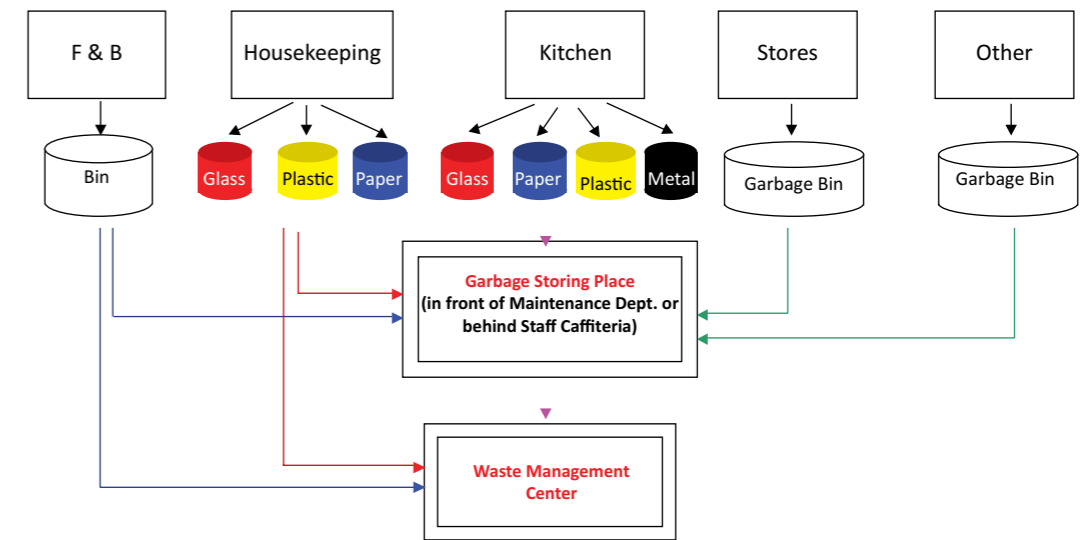 F & B
Housekeeping
Kitchen
Stores
Other
Bin
Glass
Plastic
Paper
Glass
Paper
Plastic
Metal
Garbage Bin
Garbage Bin
Garbage Storing Place
(in front of Maintenance Dept. or
behind Staff Caffiteria)
Waste Management
Center